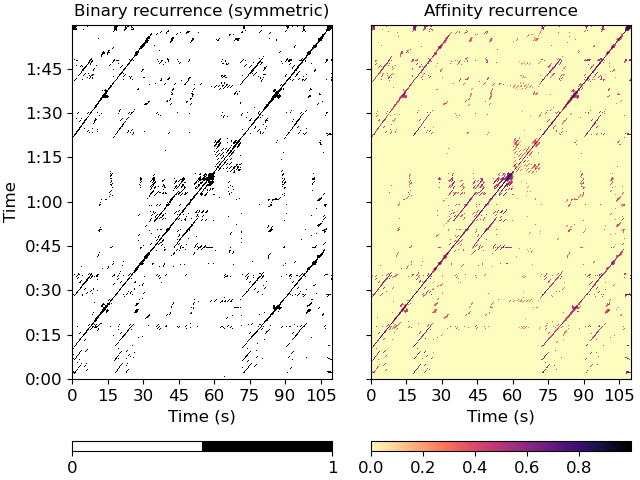 Binary recurrence (symmetric)
Affinity recurrence
Time
1:45
1:30
1:15
1:00
0:45
0:30
0:15
0:00
0 15 30 45 60 75 90 105
0 15 30 45 60 75 90 105
Time (s)
Time (s)
0 1
0.0 0.2 0.4 0.6 0.8